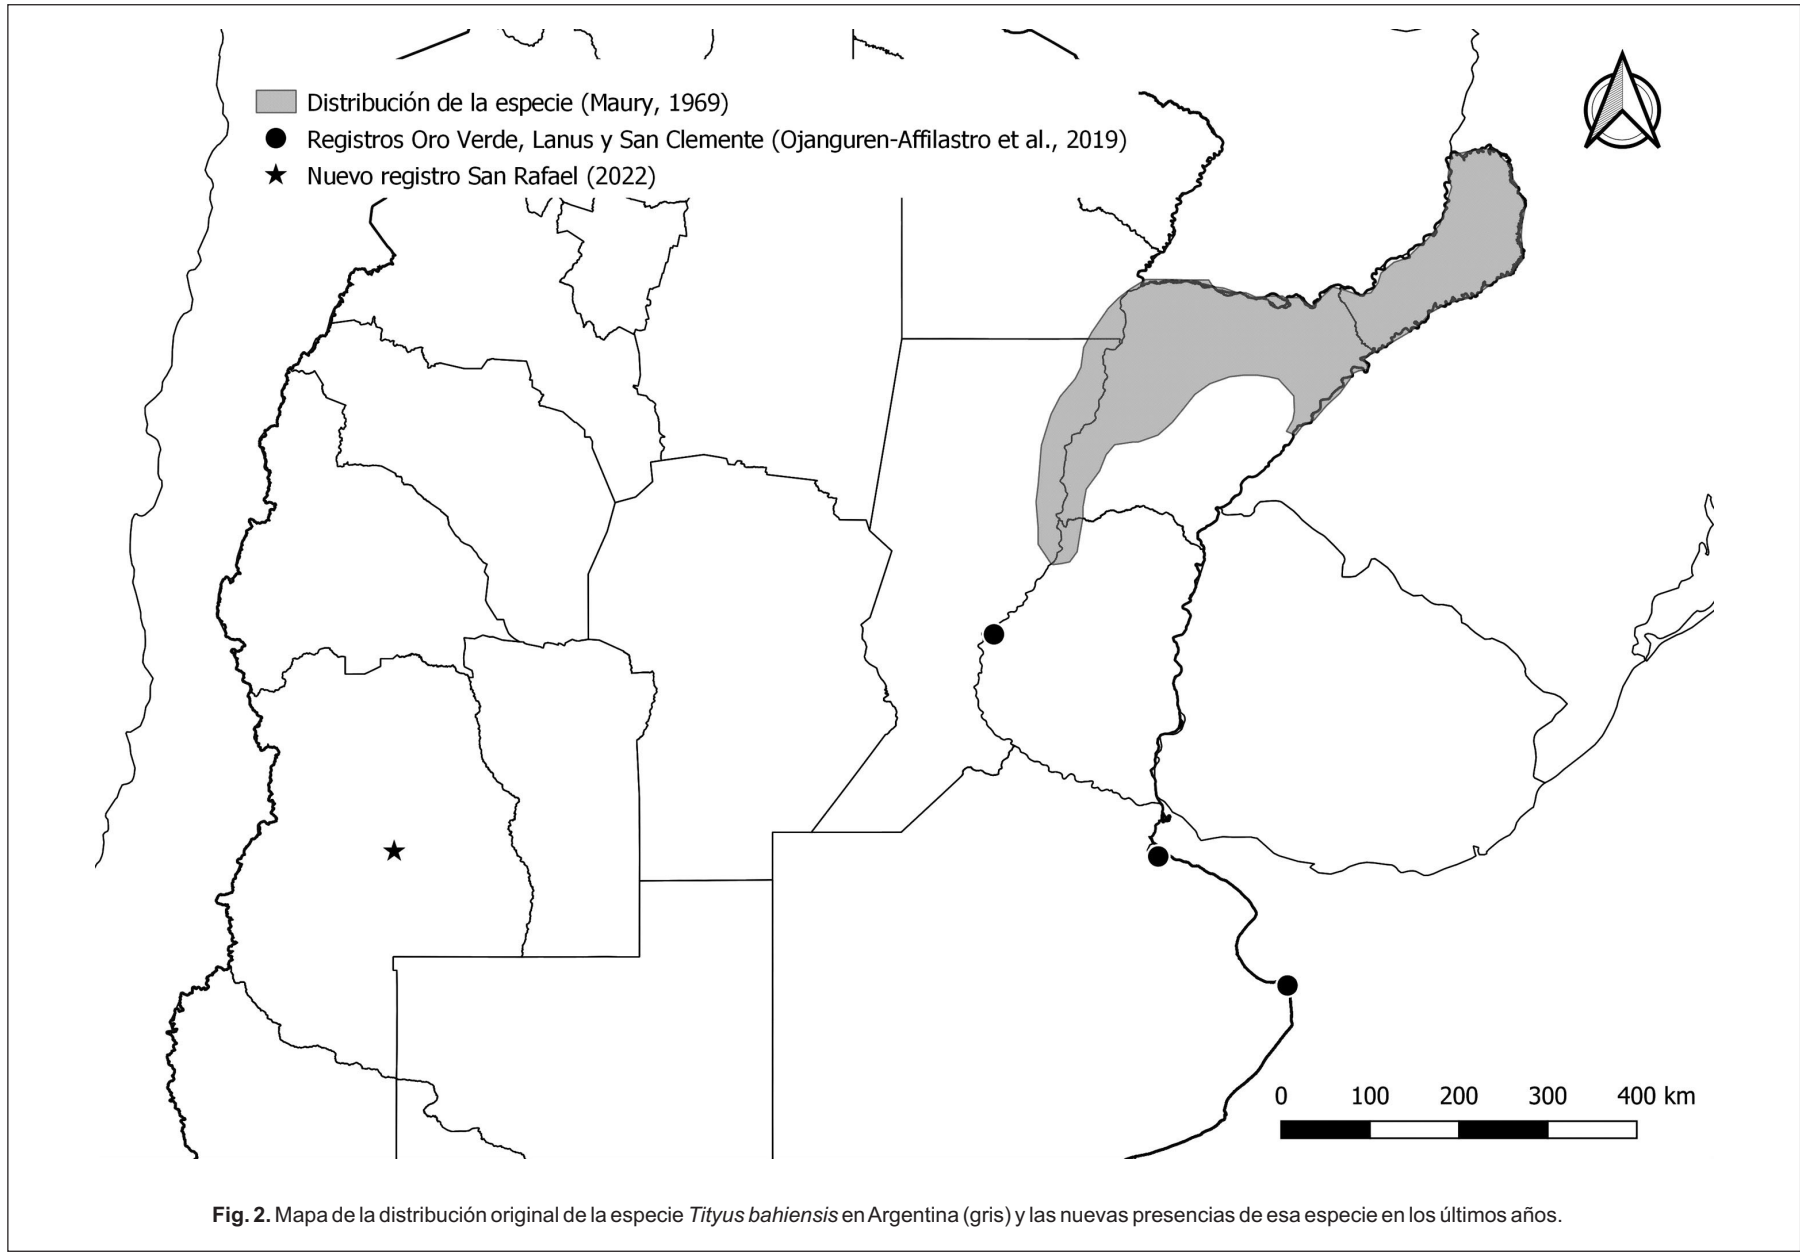 Distribución de la especie (Maury, 1969)
Registros Oro Verde, Lanus y San Clemente (Ojanguren-Affilastro et al., 2019)
Nuevo registro San Rafael (2022)
0 100 200 300 400 km
Fig. 2. Mapa de la distribución original de la especie Tityus bahiensis en Argentina (gris) y las nuevas presencias de esa especie en los últimos años.